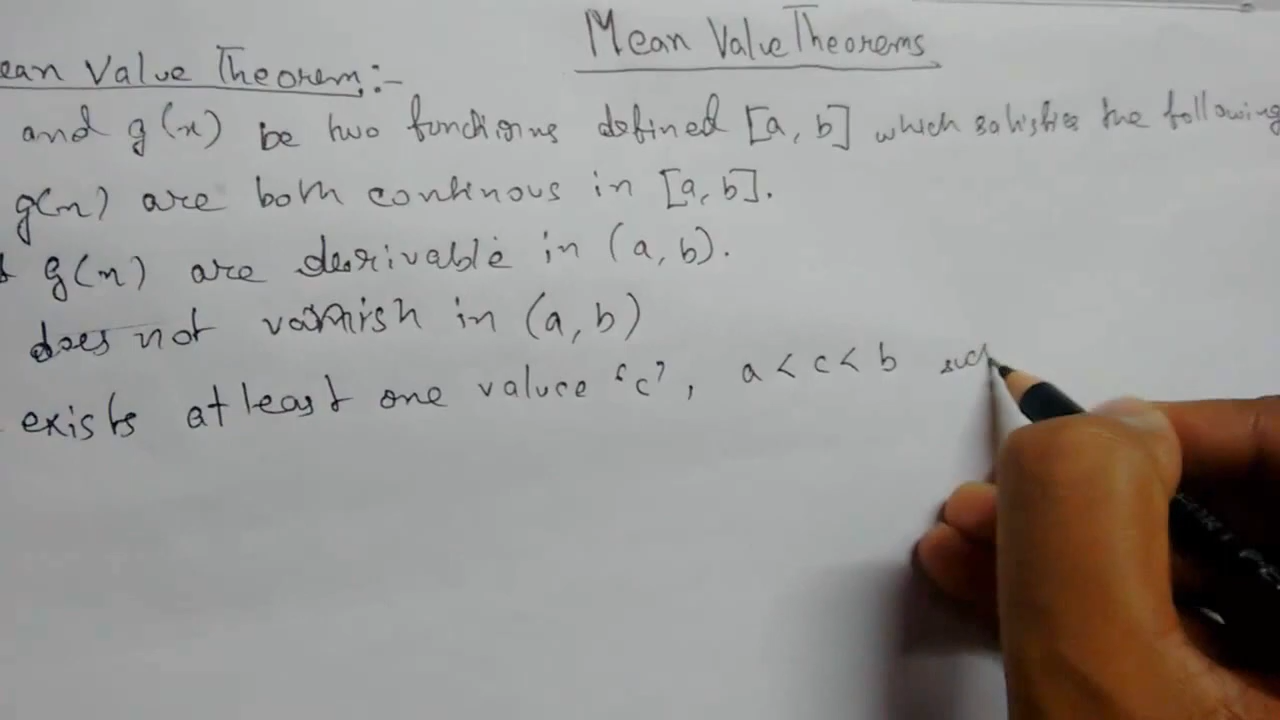 Mean Value Theorems
ean Value Theorem:-
and g(x) be two functions defined [a, b] which satisfies the following
g(x) are both continous in [a, b].
g(x) are derivable in (a, b).
does not vanish in (a, b)
exists atleast one value 'c', a < c < b such